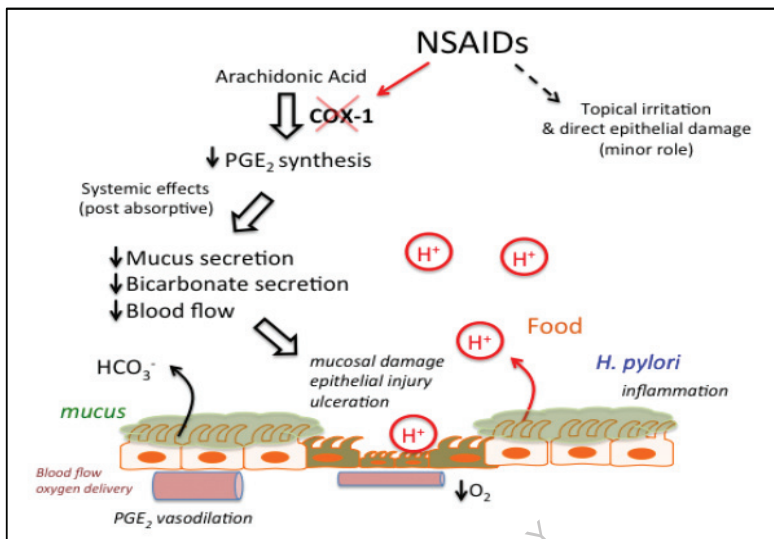 NSAIDs
Arachidonic Acid
COX-1
Topical irritation
& direct epithelial damage
(minor role)
↓ PGE₂ synthesis
Systemic effects
(post absorptive)
↓ Mucus secretion
↓ Bicarbonate secretion
↓ Blood flow
H⁺
H⁺
H⁺
Food
HCO₃⁻
mucosal damage
epithelial injury
ulceration
H. pylori
inflammation
mucus
H⁺
Blood flow
oxygen delivery
↓O₂
PGE₂ vasodilation
Y